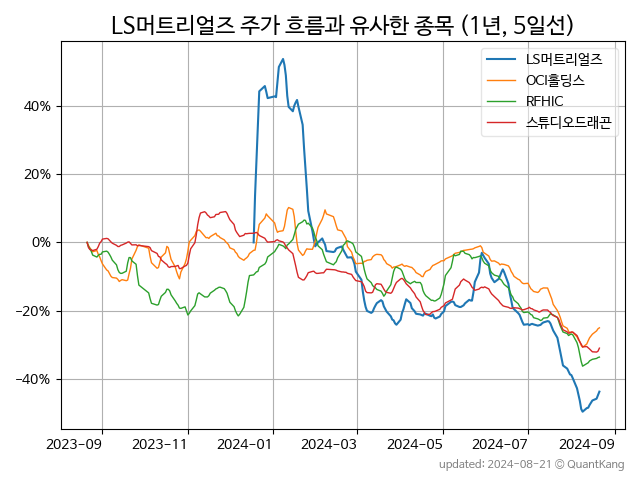 LS머트리얼즈 주가 흐름과 유사한 종목 (1년, 5일선)
LS머트리얼즈
OCI홀딩스
RFHIC
스튜디오드래곤
40%
20%
0%
−20%
−40%
2023-09 2023-11 2024-01 2024-03 2024-05 2024-07 2024-09
updated: 2024-08-21 © QuantKang